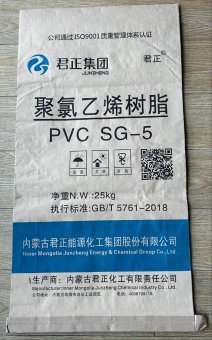 公司通过ISO9001质量管理体系认证
君正集团
JUNZHENG
君正
聚氯乙烯树脂
PVC SG-5
净重N.W:25kg
执行标准:GB/T 5761-2018
内蒙古君正能源化工集团股份有限公司
Inner Mongolia Junzheng Energy & Chemical Group Co., Ltd.
生产商:内蒙古君正化工有限责任公司
Manufacturer: Inner Mongolia Junzheng Chemical Industry Co., Ltd.